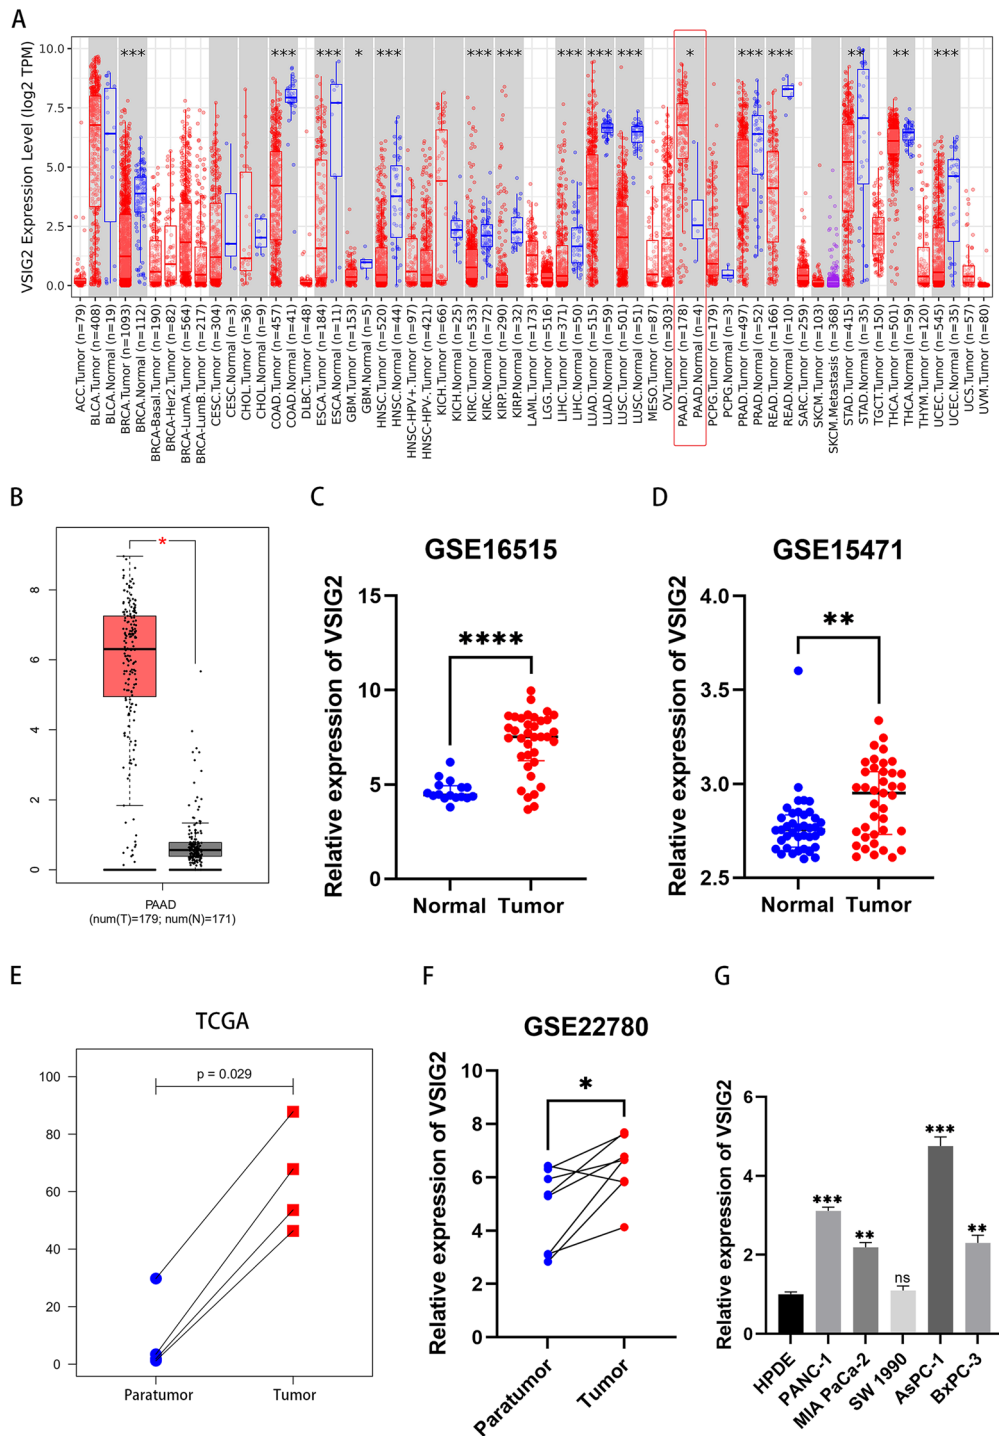 A
VSIG2 Expression Level (log2 TPM)
10.0
7.5
5.0
2.5
0.0
*** *** *** * *** *** *** *** *** *** * *** *** ** ** ***
ACC.Tumor (n=79)
BLCA.Tumor (n=408)
BLCA.Normal (n=19)
BRCA.Tumor (n=1093)
BRCA.Normal (n=112)
BRCA-Basal.Tumor (n=190)
BRCA-Her2.Tumor (n=82)
BRCA-LumA.Tumor (n=564)
BRCA-LumB.Tumor (n=217)
CESC.Tumor (n=304)
CESC.Normal (n=3)
CHOL.Tumor (n=36)
CHOL.Normal (n=9)
COAD.Tumor (n=457)
COAD.Normal (n=41)
DLBC.Tumor (n=48)
ESCA.Tumor (n=184)
ESCA.Normal (n=11)
GBM.Tumor (n=153)
GBM.Normal (n=5)
HNSC.Tumor (n=520)
HNSC.Normal (n=44)
HNSC-HPV+.Tumor (n=97)
HNSC-HPV-.Tumor (n=421)
KICH.Tumor (n=66)
KICH.Normal (n=25)
KIRC.Tumor (n=533)
KIRC.Normal (n=72)
KIRP.Tumor (n=290)
KIRP.Normal (n=32)
LAML.Tumor (n=173)
LGG.Tumor (n=516)
LIHC.Tumor (n=371)
LIHC.Normal (n=50)
LUAD.Tumor (n=515)
LUAD.Normal (n=59)
LUSC.Tumor (n=501)
LUSC.Normal (n=51)
MESO.Tumor (n=87)
OV.Tumor (n=303)
PAAD.Tumor (n=178)
PAAD.Normal (n=4)
PCPG.Tumor (n=179)
PCPG.Normal (n=3)
PRAD.Tumor (n=497)
PRAD.Normal (n=52)
READ.Tumor (n=166)
READ.Normal (n=10)
SARC.Tumor (n=259)
SKCM.Tumor (n=103)
SKCM.Metastasis (n=368)
STAD.Tumor (n=415)
STAD.Normal (n=35)
TGCT.Tumor (n=150)
THCA.Tumor (n=501)
THCA.Normal (n=59)
THYM.Tumor (n=120)
UCEC.Tumor (n=545)
UCEC.Normal (n=35)
UCS.Tumor (n=57)
UVM.Tumor (n=80)
B
*
8
6
4
2
0
PAAD
(num(T)=179; num(N)=171)
C
GSE16515
Relative expression of VSIG2
15
10
5
0
****
Normal Tumor
D
GSE15471
Relative expression of VSIG2
4.0
3.5
3.0
2.5
**
Normal Tumor
E
TCGA
100
80
60
40
20
0
p = 0.029
Paratumor Tumor
F
GSE22780
Relative expression of VSIG2
10
8
6
4
2
0
*
Paratumor
Tumor
G
Relative expression of VSIG2
6
4
2
0
*** ** ns *** **
HPDE
PANC-1
MIA PaCa-2
SW 1990
AsPC-1
BxPC-3